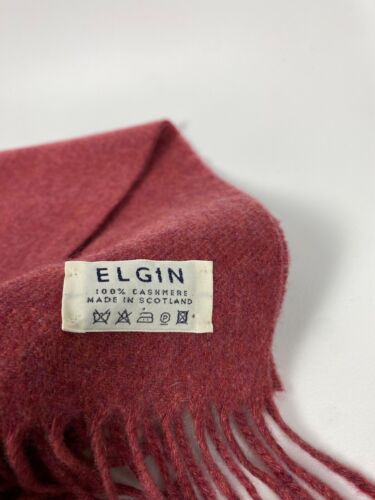 ELGIN
100% CASHMERE
MADE IN SCOTLAND
P